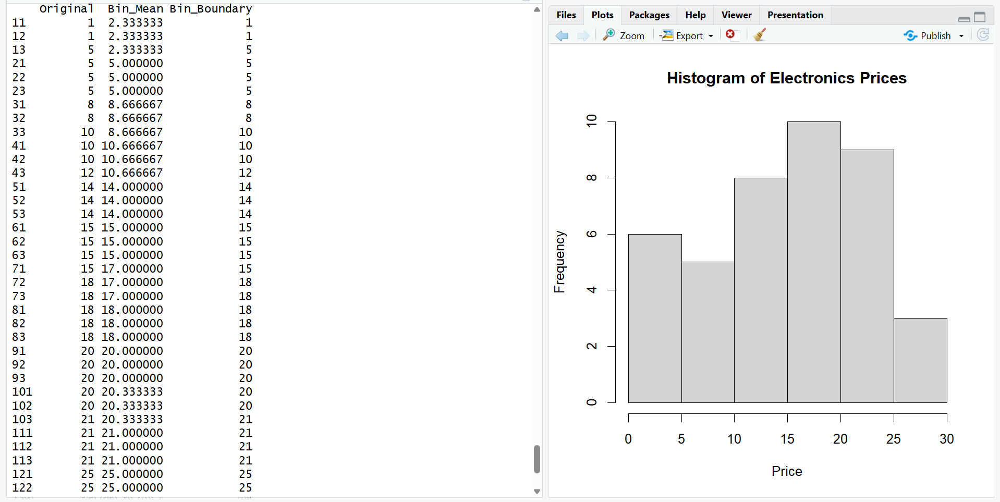 Original Bin_Mean Bin_Boundary
11 1 2.333333 1
12 1 2.333333 1
13 5 2.333333 5
21 5 5.000000 5
22 5 5.000000 5
23 5 5.000000 5
31 8 8.666667 8
32 8 8.666667 8
33 10 8.666667 10
41 10 10.666667 10
42 10 10.666667 10
43 12 10.666667 12
51 14 14.000000 14
52 14 14.000000 14
53 14 14.000000 14
61 15 15.000000 15
62 15 15.000000 15
63 15 15.000000 15
71 15 17.000000 15
72 18 17.000000 18
73 18 17.000000 18
81 18 18.000000 18
82 18 18.000000 18
83 18 18.000000 18
91 20 20.000000 20
92 20 20.000000 20
93 20 20.000000 20
101 20 20.333333 20
102 20 20.333333 20
103 21 20.333333 21
111 21 21.000000 21
112 21 21.000000 21
113 21 21.000000 21
121 25 25.000000 25
122 25 25.000000 25
Files Plots Packages Help Viewer Presentation
Zoom Export Publish
Histogram of Electronics Prices
10
8
6
4
2
0
Frequency
0 5 10 15 20 25 30
Price